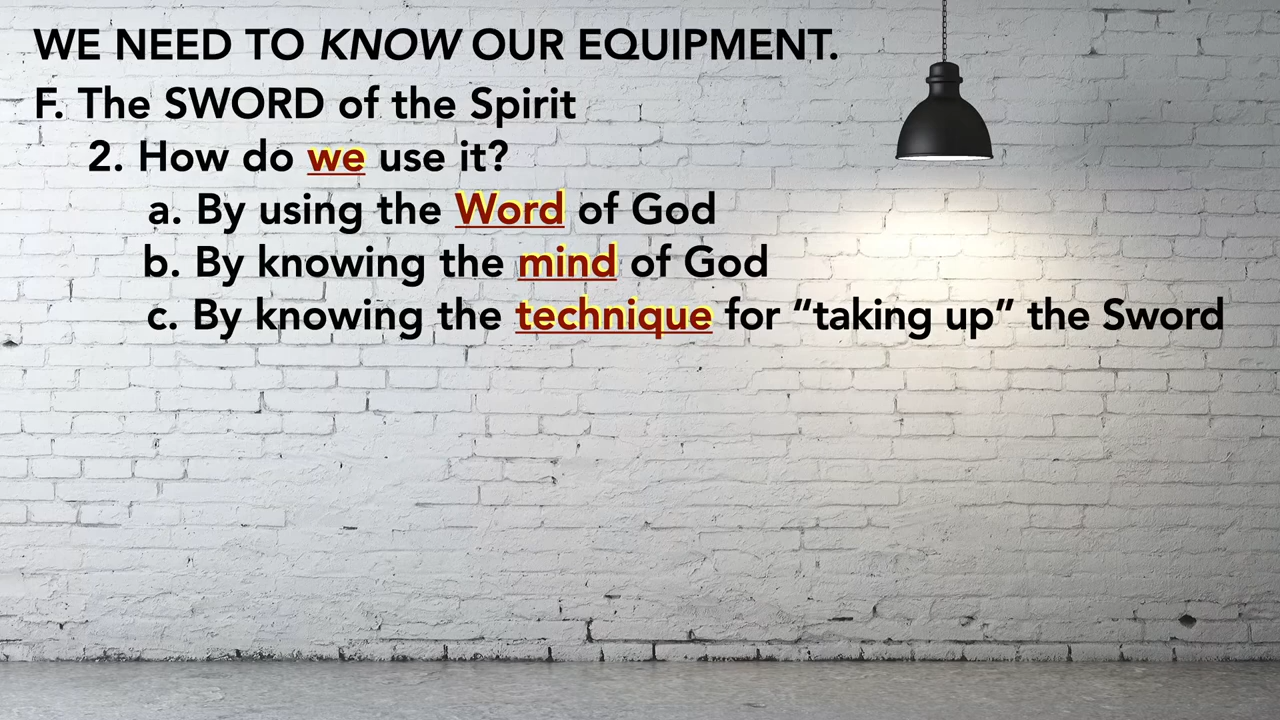 WE NEED TO KNOW OUR EQUIPMENT.
F. The SWORD of the Spirit
2. How do we use it?
a. By using the Word of God
b. By knowing the mind of God
c. By knowing the technique for “taking up” the Sword